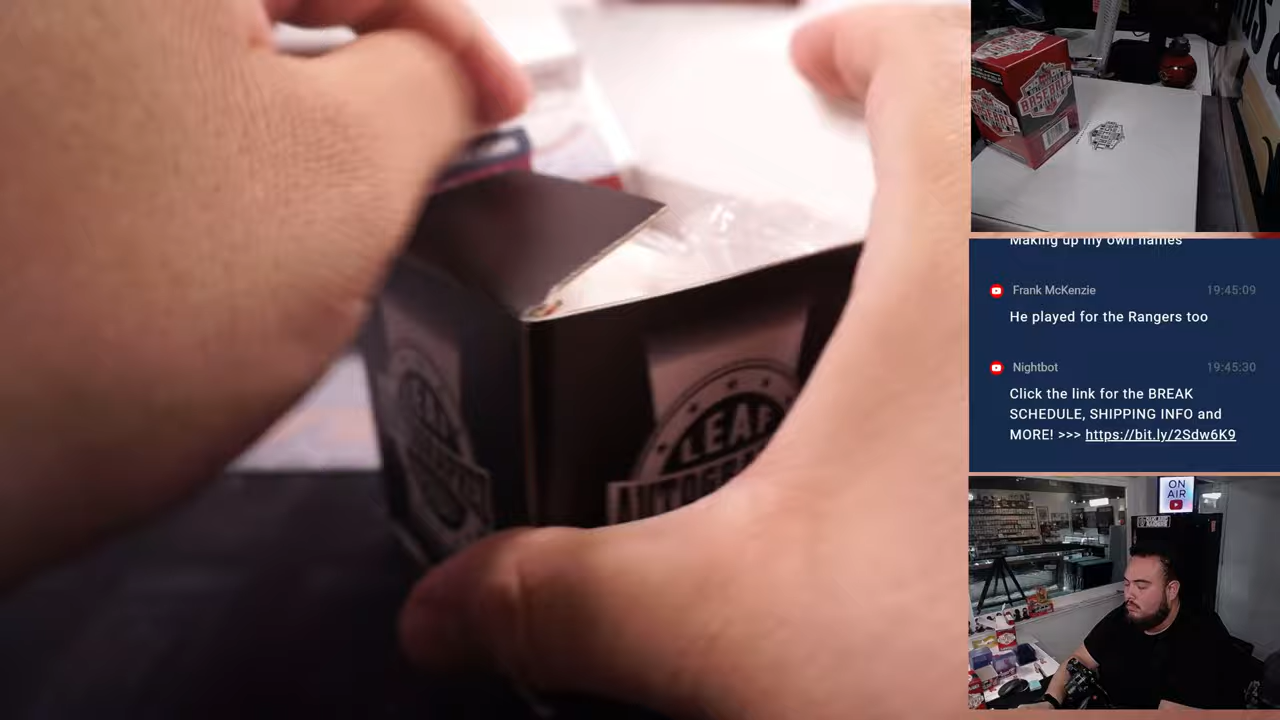 LEAF
BASEBALL
Making up my own names
Frank McKenzie
19:45:09
He played for the Rangers too
Nightbot
19:45:30
Click the link for the BREAK
SCHEDULE, SHIPPING INFO and
MORE! >>> https://bit.ly/2Sdw6K9
ON
AIR